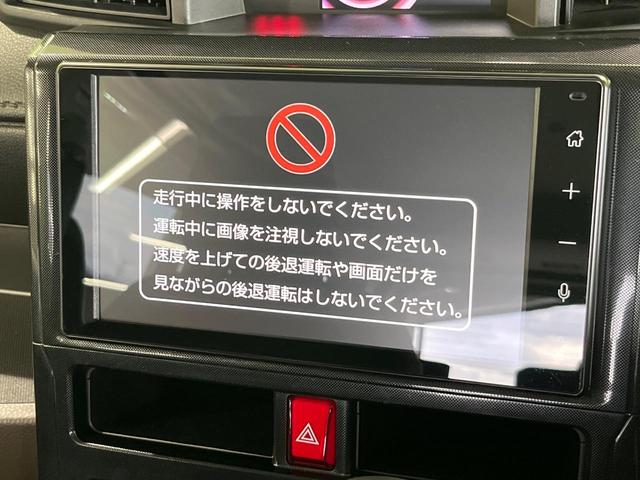 走行中に操作をしないでください。
運転中に画像を注視しないでください。
速度を上げての後退運転や画面だけを
見ながらの後退運転はしないでください。